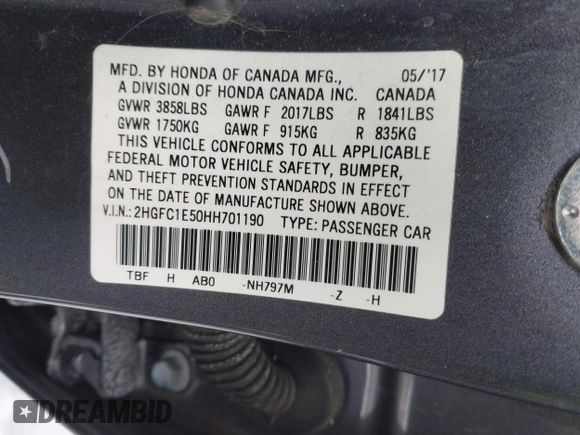 MFD. BY HONDA OF CANADA MFG., 05/'17
A DIVISION OF HONDA CANADA INC. CANADA
GVWR 3858LBS GAWR F 2017LBS R 1841LBS
GVWR 1750KG GAWR F 915KG R 835KG
THIS VEHICLE CONFORMS TO ALL APPLICABLE
FEDERAL MOTOR VEHICLE SAFETY, BUMPER,
AND THEFT PREVENTION STANDARDS IN EFFECT
ON THE DATE OF MANUFACTURE SHOWN ABOVE.
V.I.N.: 2HGFC1E50HH701190 TYPE: PASSENGER CAR
TBF H AB0 -NH797M -Z -H
DREAMBID